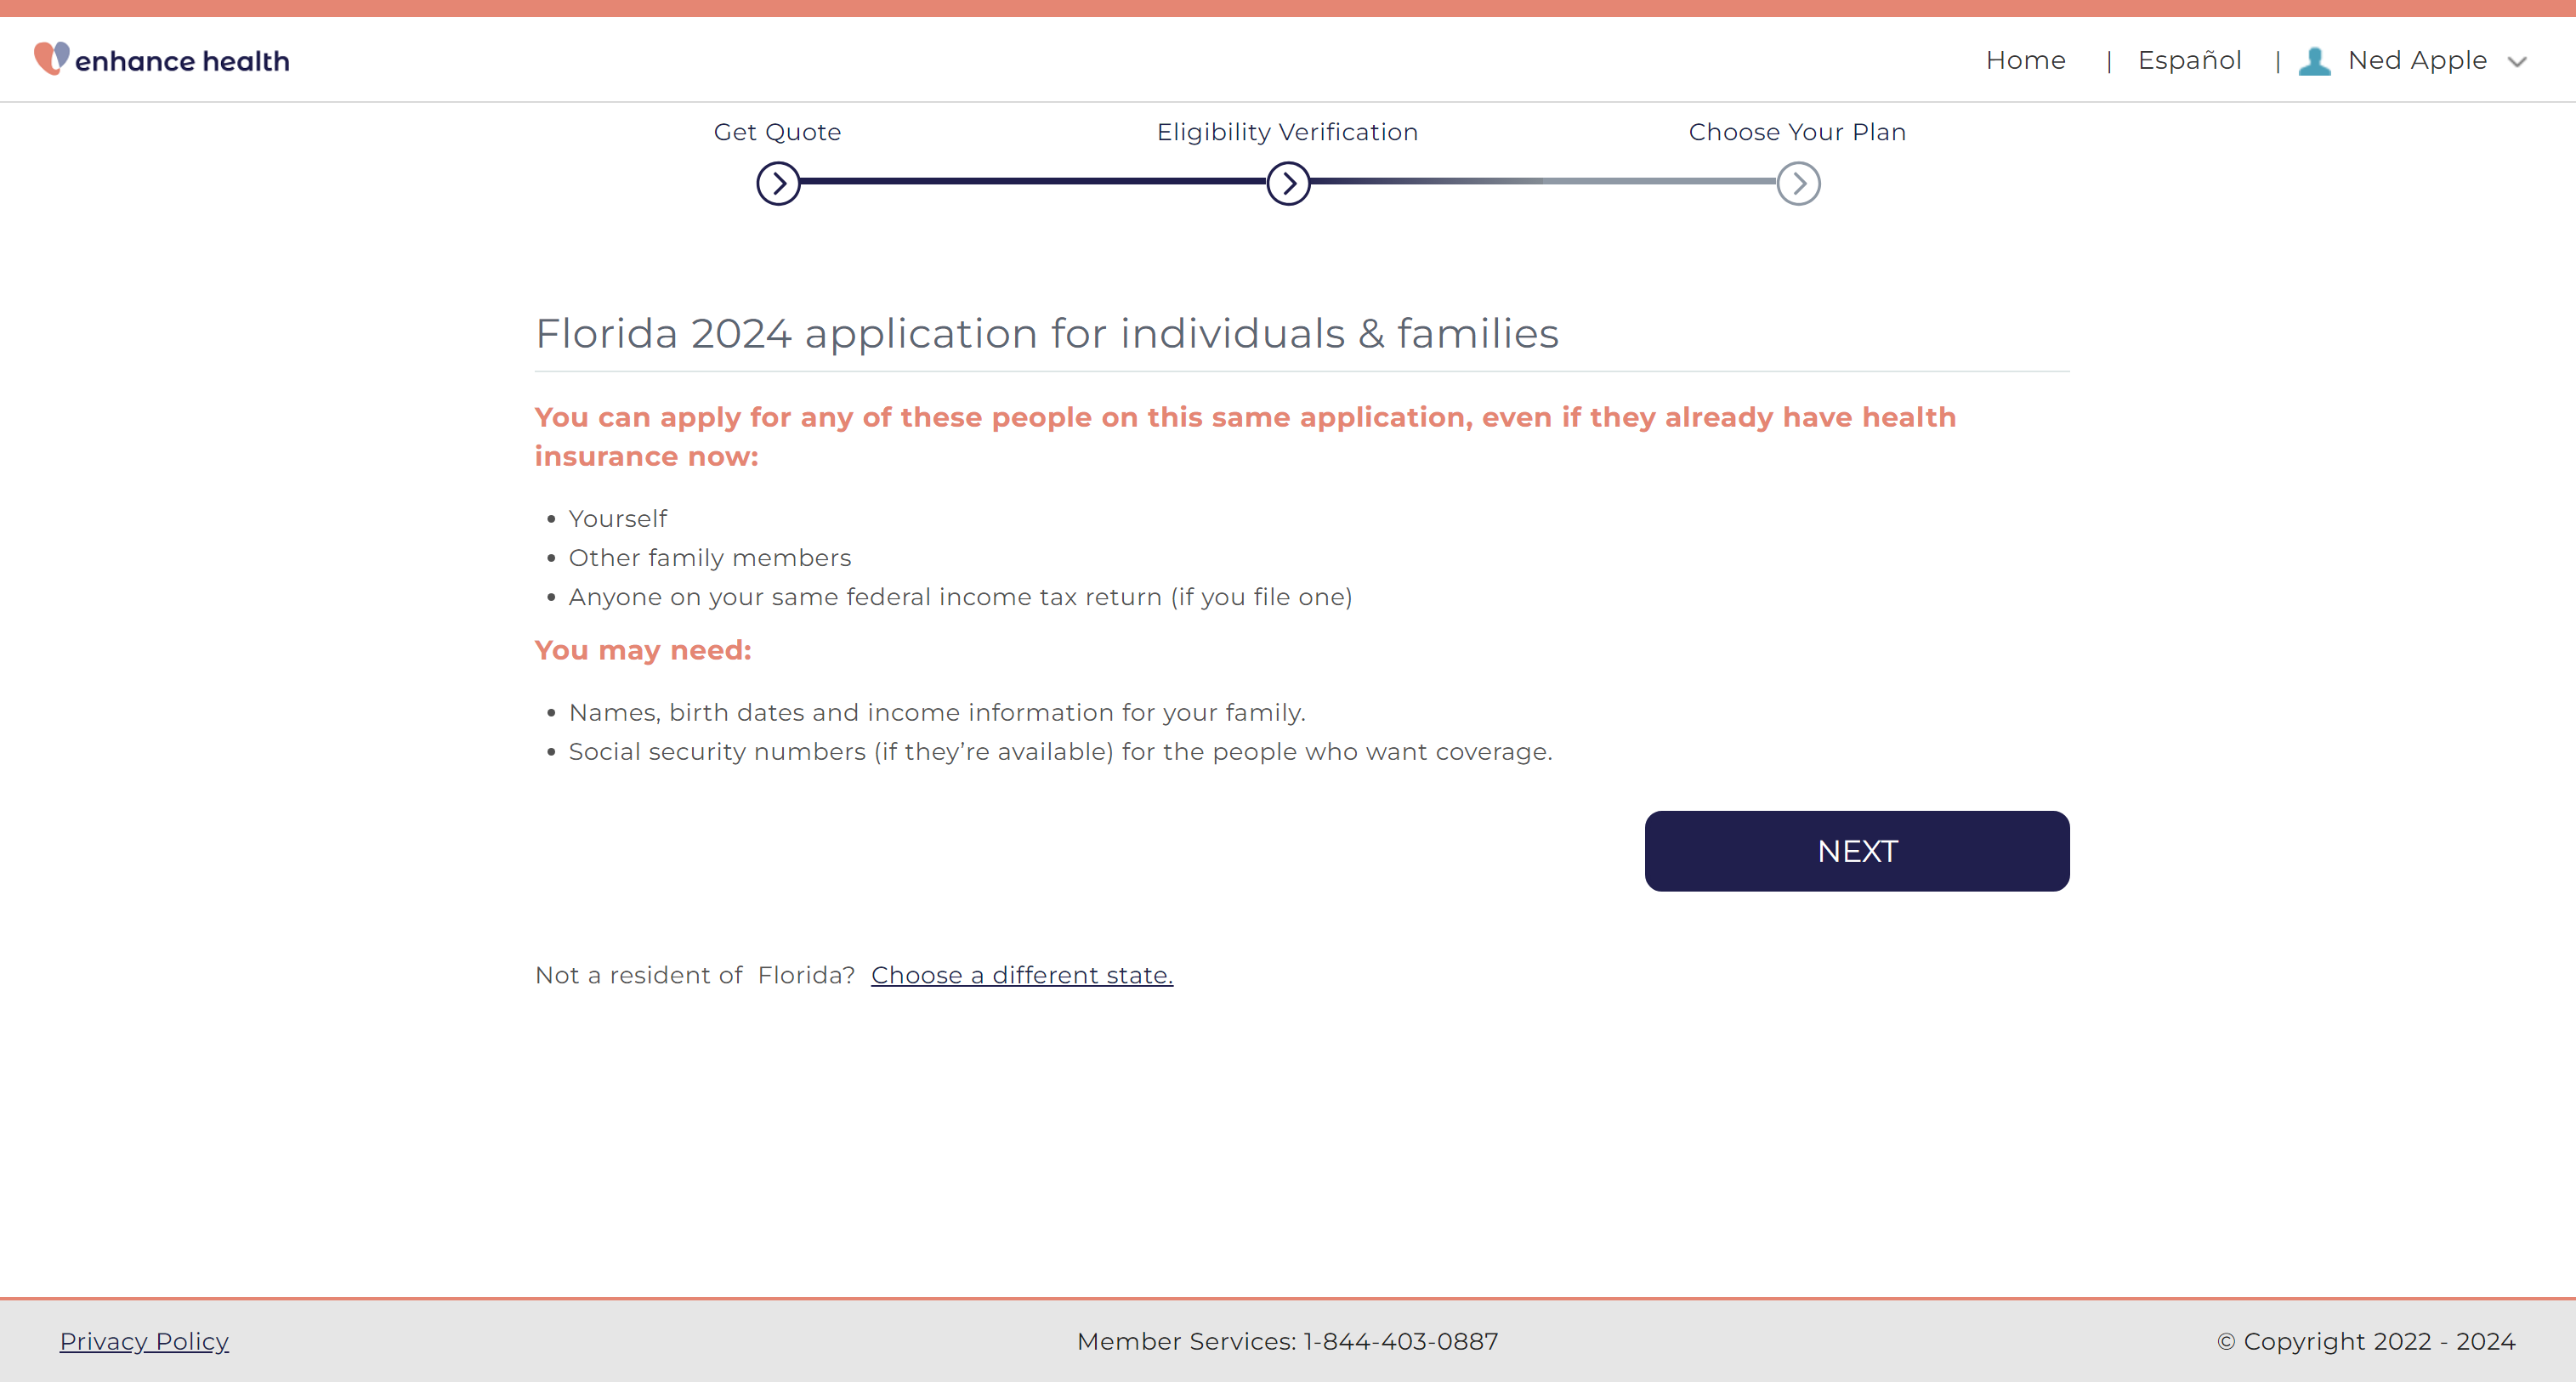 enhance health
Home | Español | Ned Apple
Get Quote
Eligibility Verification
Choose Your Plan
Florida 2024 application for individuals & families
You can apply for any of these people on this same application, even if they already have health
insurance now:
• Yourself
• Other family members
• Anyone on your same federal income tax return (if you file one)
You may need:
• Names, birth dates and income information for your family.
• Social security numbers (if they’re available) for the people who want coverage.
NEXT
Not a resident of Florida? Choose a different state.
Privacy Policy
Member Services: 1-844-403-0887
© Copyright 2022 - 2024